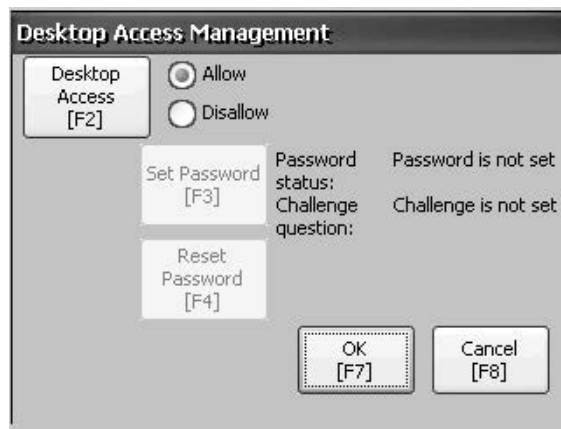 Desktop Access Management
Desktop
Access
[F2]
Allow
Disallow
Set Password
[F3]
Password
status:
Password is not set
Challenge
question:
Challenge is not set
Reset
Password
[F4]
OK
[F7]
Cancel
[F8]